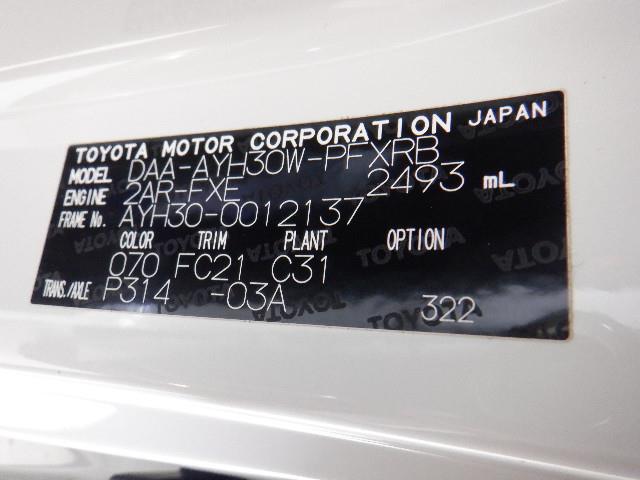 TOYOTA MOTOR CORPORATION JAPAN
MODEL DAA-AYH30W-PFXRB
ENGINE 2AR-FXE 2493 mL
FRAME No. AYH30-0012137
COLOR TRIM PLANT OPTION
070 FC21 C31
TRANS./AXLE P314 -03A 322